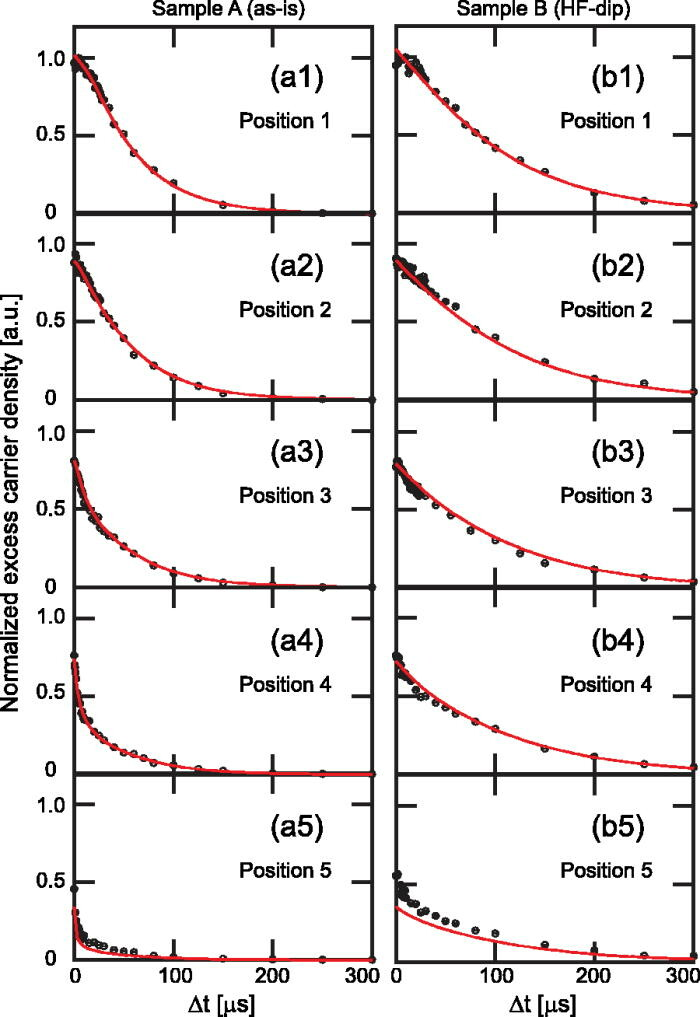 Sample A (as-is)
Sample B (HF-dip)
Normalized excess carrier density [a.u.]
1.0
0.5
0
(a1)
Position 1
(b1)
Position 1
1.0
0.5
0
(a2)
Position 2
(b2)
Position 2
1.0
0.5
0
(a3)
Position 3
(b3)
Position 3
1.0
0.5
0
(a4)
Position 4
(b4)
Position 4
1.0
0.5
0
(a5)
Position 5
(b5)
Position 5
0 100 200 300
0 100 200 300
Δt [μs]
Δt [μs]